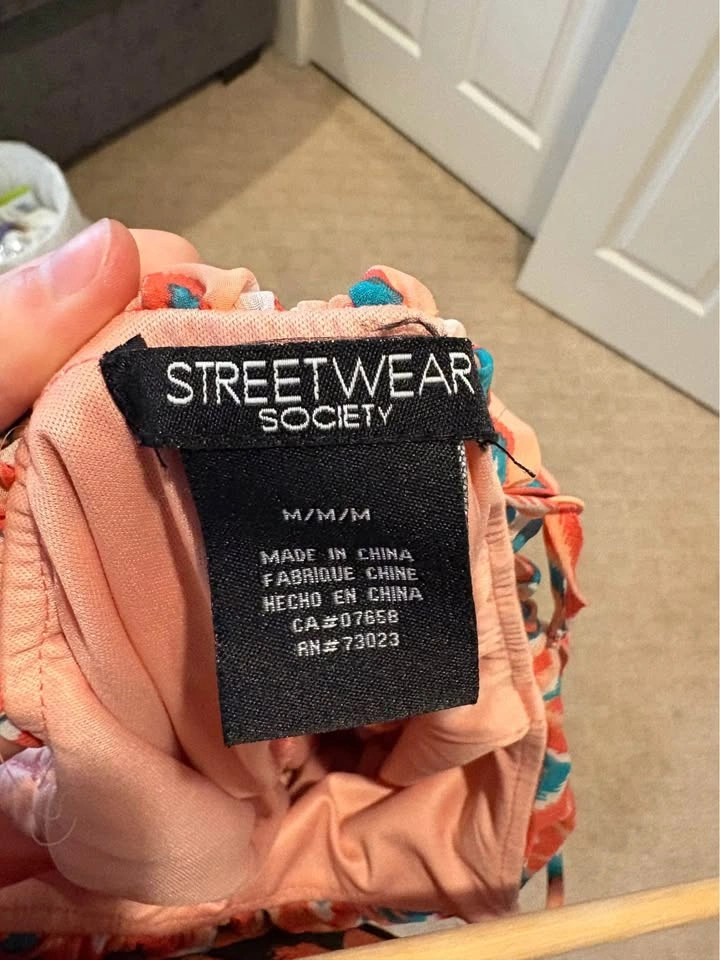 STREETWEAR
SOCIETY
M/M/M
MADE IN CHINA
FABRIQUE CHINE
HECHO EN CHINA
CA#07658
RN#73023